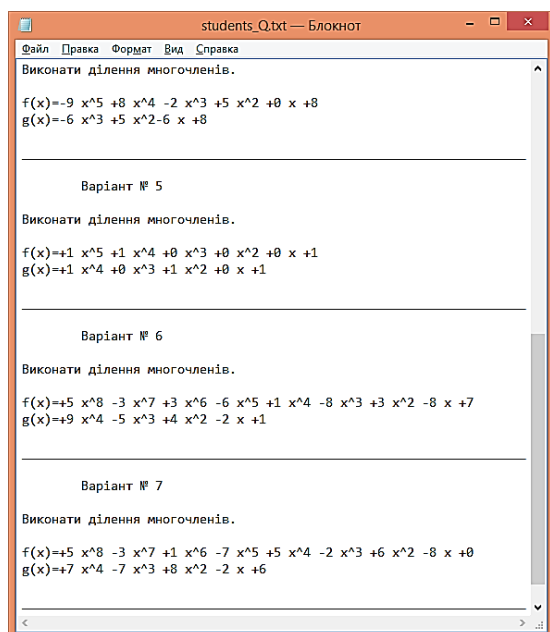 students_Q.txt — Блокнот
Файл Правка Формат Вид Справка
Виконати ділення многочленів.
f(x)=-9 x^5 +8 x^4 -2 x^3 +5 x^2 +0 x +8
g(x)=-6 x^3 +5 x^2-6 x +8
Варіант № 5
Виконати ділення многочленів.
f(x)=+1 x^5 +1 x^4 +0 x^3 +0 x^2 +0 x +1
g(x)=+1 x^4 +0 x^3 +1 x^2 +0 x +1
Варіант № 6
Виконати ділення многочленів.
f(x)=+5 x^8 -3 x^7 +3 x^6 -6 x^5 +1 x^4 -8 x^3 +3 x^2 -8 x +7
g(x)=+9 x^4 -5 x^3 +4 x^2 -2 x +1
Варіант № 7
Виконати ділення многочленів.
f(x)=+5 x^8 -3 x^7 +1 x^6 -7 x^5 +5 x^4 -2 x^3 +6 x^2 -8 x +0
g(x)=+7 x^4 -7 x^3 +8 x^2 -2 x +6